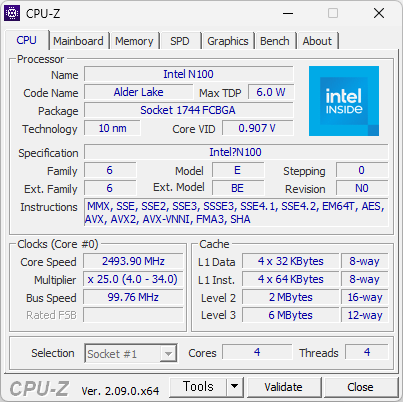 CPU-Z
CPU Mainboard Memory SPD Graphics Bench About
Processor
Name Intel N100
Code Name Alder Lake Max TDP 6.0 W
Package Socket 1744 FCBGA
Technology 10 nm Core VID 0.907 V
intel
INSIDE
Specification Intel?N100
Family 6 Model E Stepping 0
Ext. Family 6 Ext. Model BE Revision N0
Instructions MMX, SSE, SSE2, SSE3, SSSE3, SSE4.1, SSE4.2, EM64T, AES,
AVX, AVX2, AVX-VNNI, FMA3, SHA
Clocks (Core #0)
Core Speed 2493.90 MHz
Multiplier x 25.0 (4.0 - 34.0)
Bus Speed 99.76 MHz
Rated FSB
Cache
L1 Data 4 x 32 KBytes 8-way
L1 Inst. 4 x 64 KBytes 8-way
Level 2 2 MBytes 16-way
Level 3 6 MBytes 12-way
Selection Socket #1 Cores 4 Threads 4
CPU-Z Ver. 2.09.0.x64 Tools Validate Close